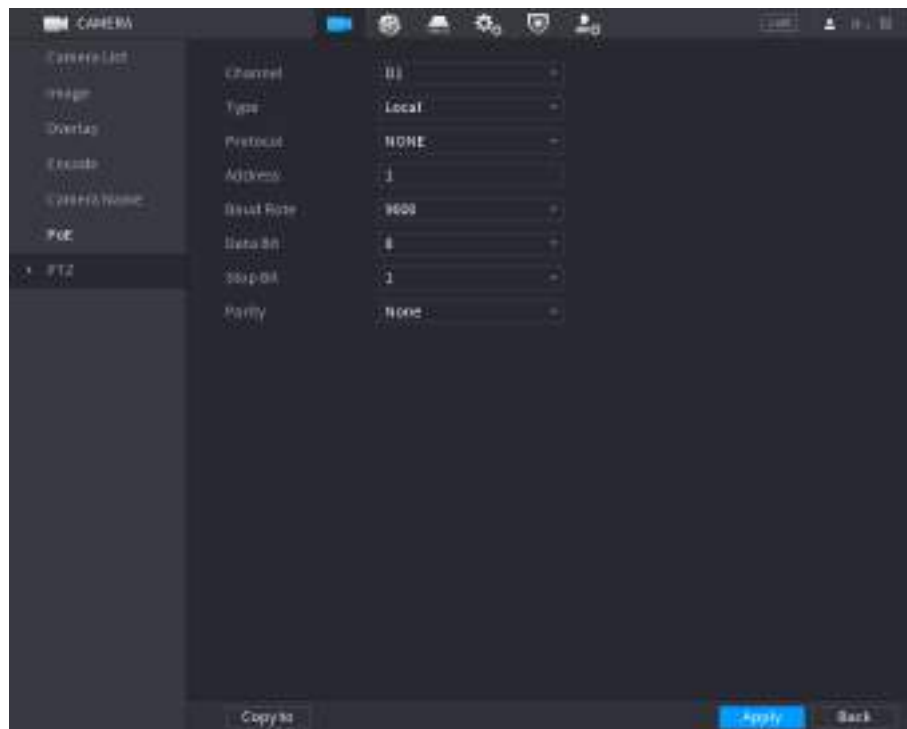 CAMERA
LIVE
Camera List
Image
Overlay
Encode
Camera Name
PoE
PTZ
Channel D1
Type Local
Protocol NONE
Address 1
Baud Rate 9600
Data Bit 8
Stop Bit 1
Parity None
Copy to Apply Back